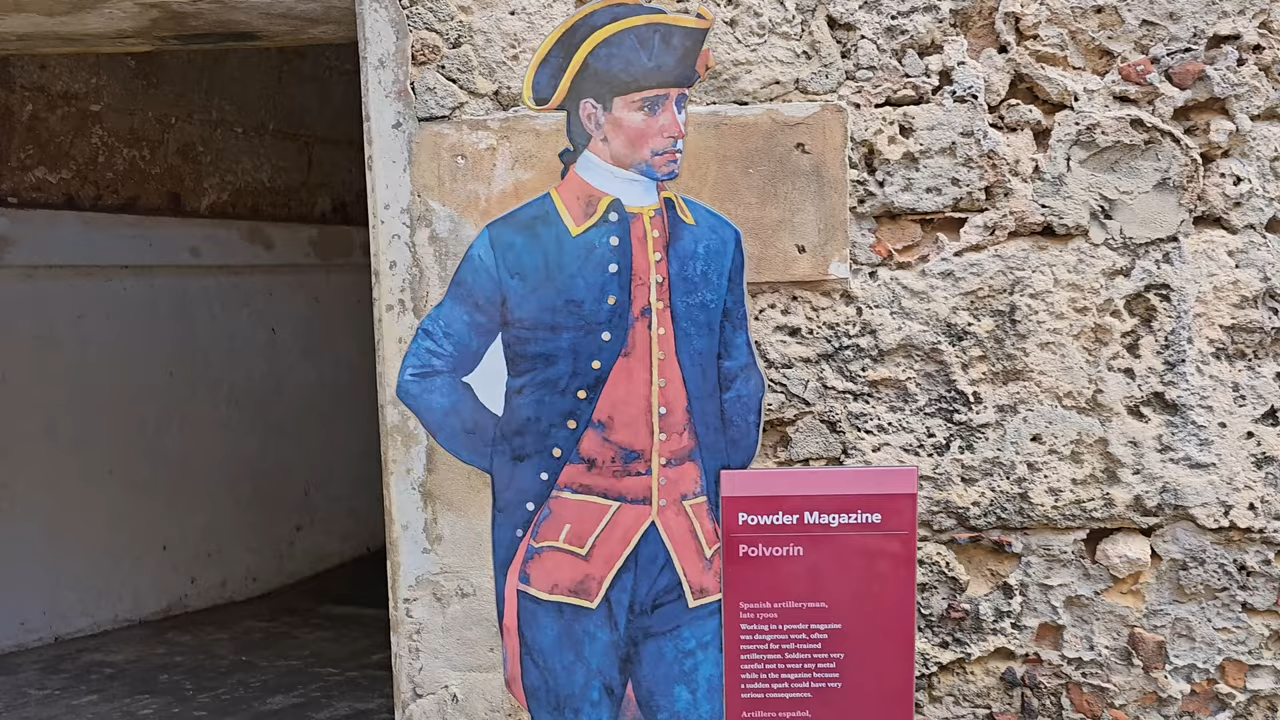 Powder Magazine
Polvorín
Spanish artilleryman,
late 1700s
Working in a powder magazine
was dangerous work, often
reserved for well-trained
artillerymen. Soldiers were very
careful not to wear any metal
while in the magazine because
a sudden spark could have very
serious consequences.
Artillero español,